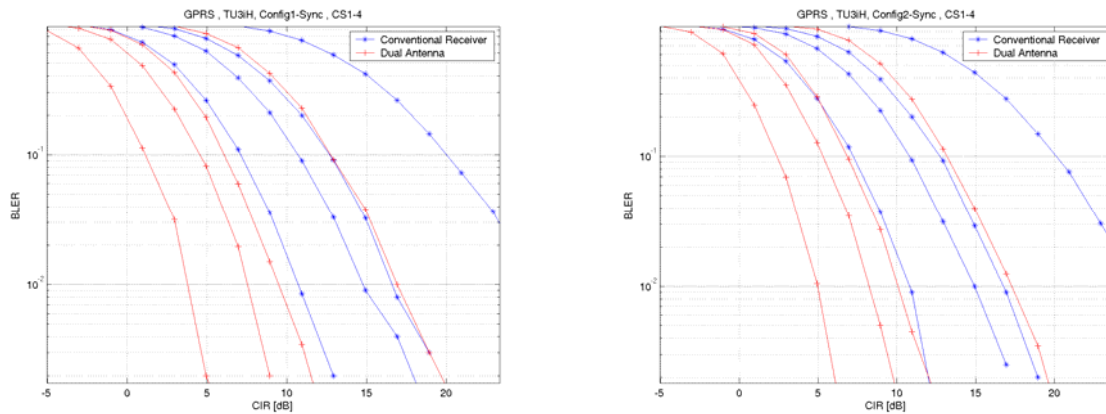 GPRS , TU3iH, Config1-Sync , CS1-4
Conventional Receiver
Dual Antenna
BLER
10^-1
10^-2
-5 0 5 10 15 20
CIR [dB]
GPRS , TU3iH, Config2-Sync, CS1-4
Conventional Receiver
Dual Antenna
BLER
10^-1
10^-2
-5 0 5 10 15 20
CIR [dB]